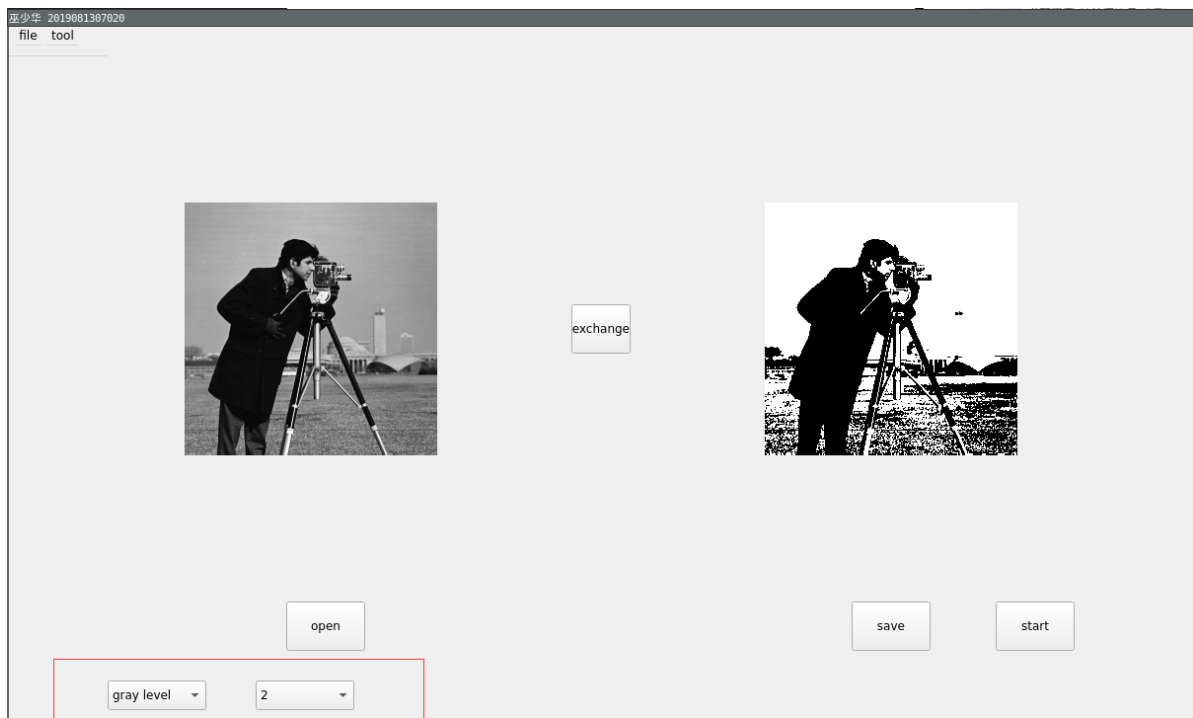 巫少华 2019081307020
file tool
exchange
open
save
start
gray level
2